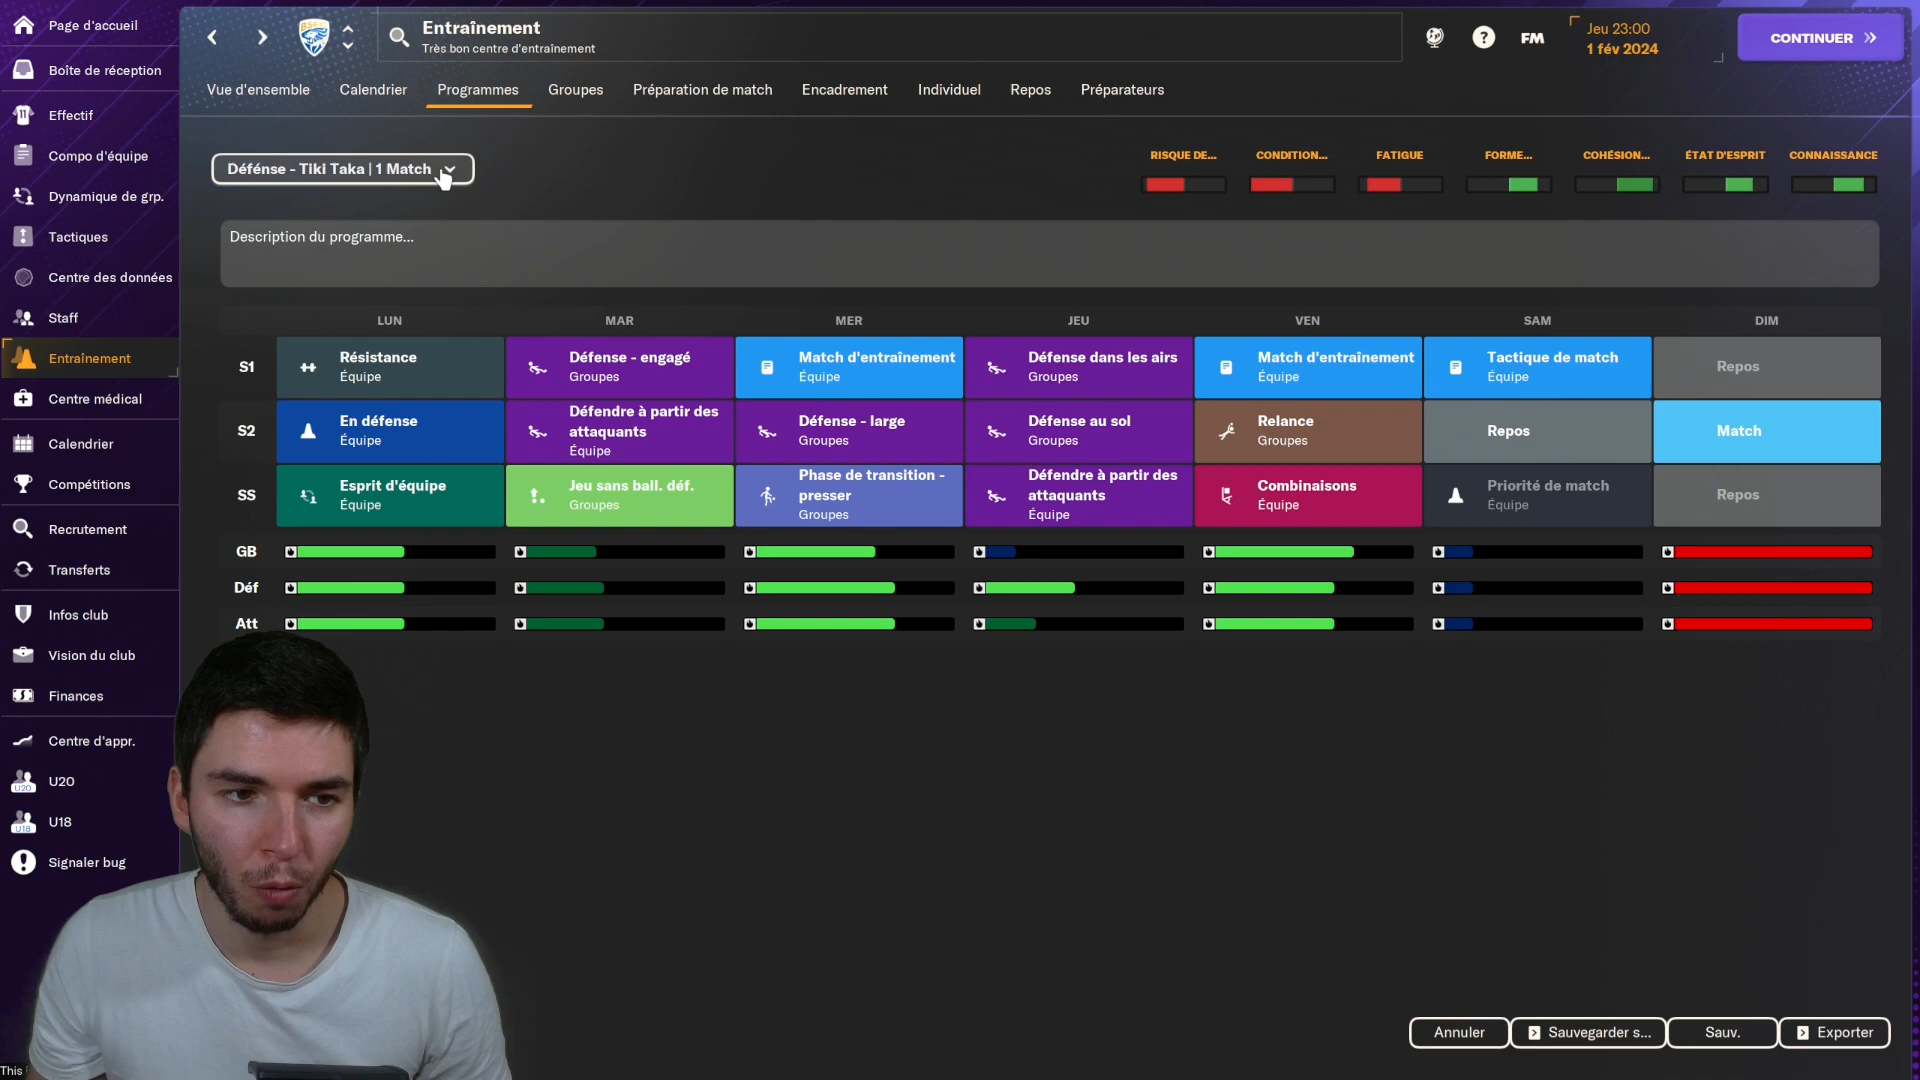 Page d'accueil
Boîte de réception
Effectif
Compo d'équipe
Dynamique de grp.
Tactiques
Centre des données
Staff
Entraînement
Centre médical
Calendrier
Compétitions
Recrutement
Transferts
Infos club
Vision du club
Finances
Centre d'appr.
U20
U20
U18
U18
Signaler bug
This
Entraînement
Très bon centre d'entraînement
FM
Jeu 23:00
1 fév 2024
CONTINUER
Vue d'ensemble Calendrier Programmes Groupes Préparation de match Encadrement Individuel Repos Préparateurs
Défénse - Tiki Taka | 1 Match
RISQUE DE... CONDITION... FATIGUE FORME... COHÉSION... ÉTAT D'ESPRIT CONNAISSANCE
Description du programme...
LUN MAR MER JEU VEN SAM DIM
S1
Résistance
Équipe
Défense - engagé
Groupes
Match d'entraînement
Équipe
Défense dans les airs
Groupes
Match d'entraînement
Équipe
Tactique de match
Équipe
Repos
S2
En défense
Équipe
Défendre à partir des
attaquants
Équipe
Défense - large
Groupes
Défense au sol
Groupes
Relance
Groupes
Repos
Match
SS
Esprit d'équipe
Équipe
Jeu sans ball. déf.
Groupes
Phase de transition -
presser
Groupes
Défendre à partir des
attaquants
Équipe
Combinaisons
Équipe
Priorité de match
Équipe
Repos
GB
Déf
Att
Annuler Sauvegarder s... Sauv. Exporter